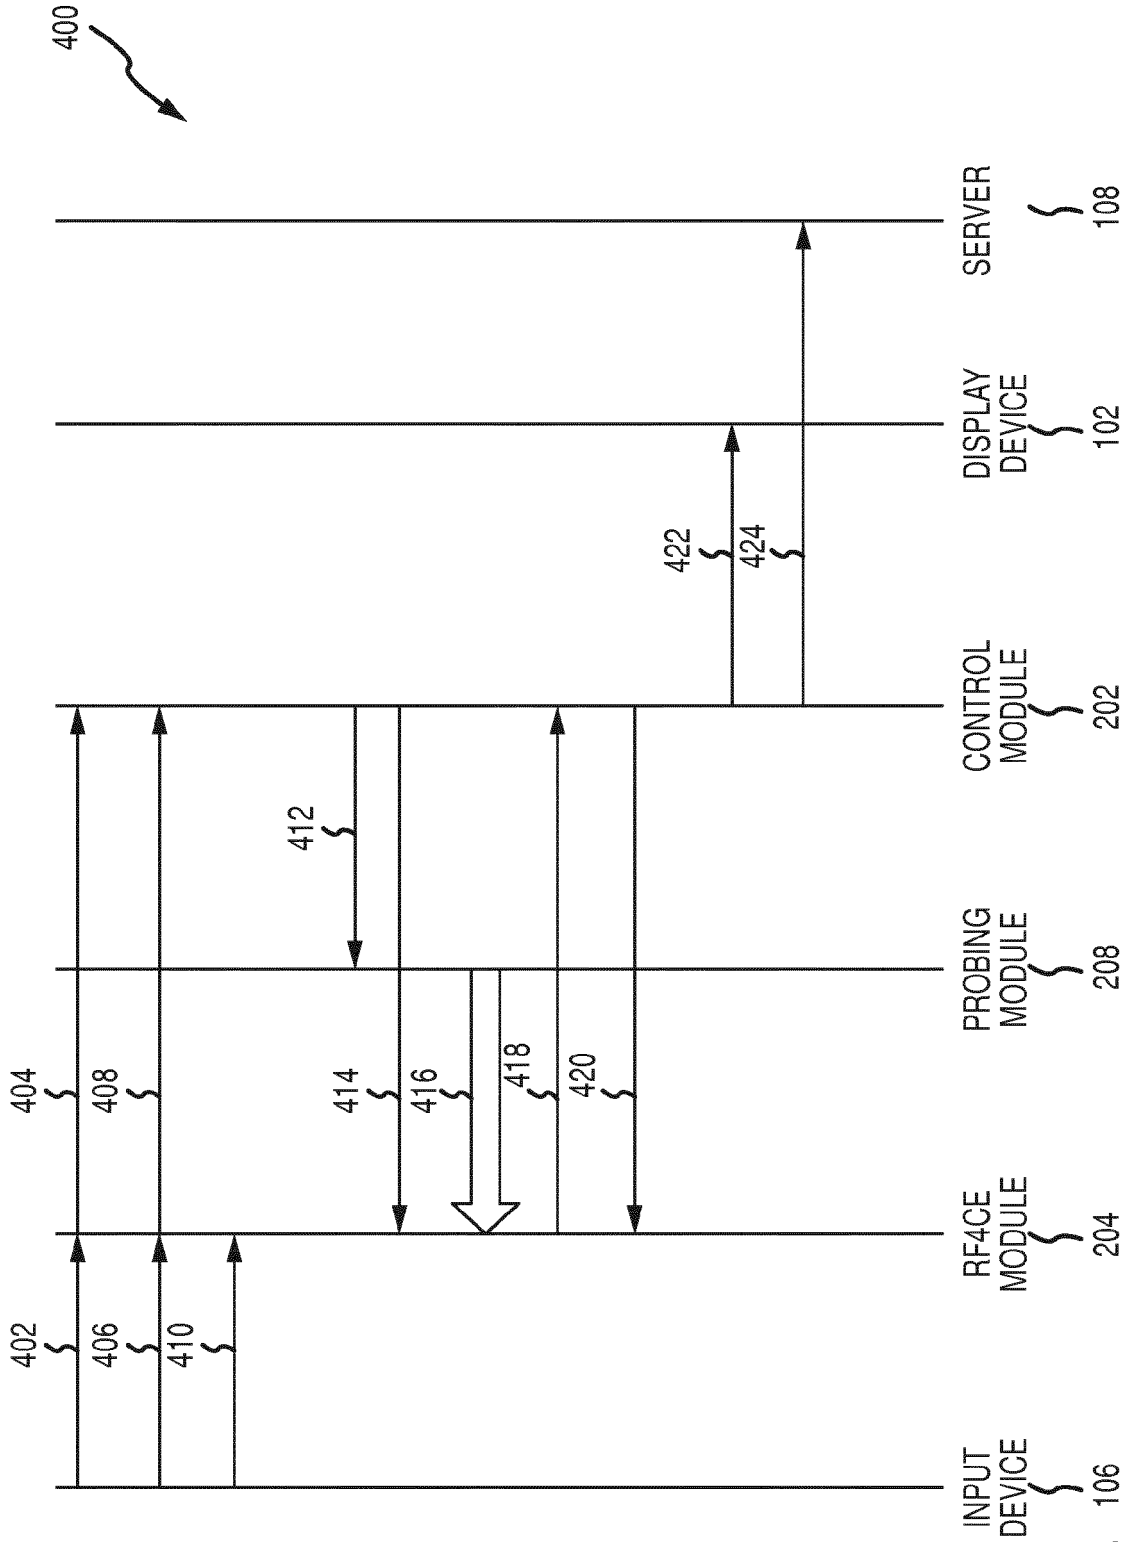 400
402
404
406
408
410
412
414
416
418
420
422
424
INPUT
DEVICE
106
RF4CE
MODULE
204
PROBING
MODULE
208
CONTROL
MODULE
202
DISPLAY
DEVICE
102
SERVER
108